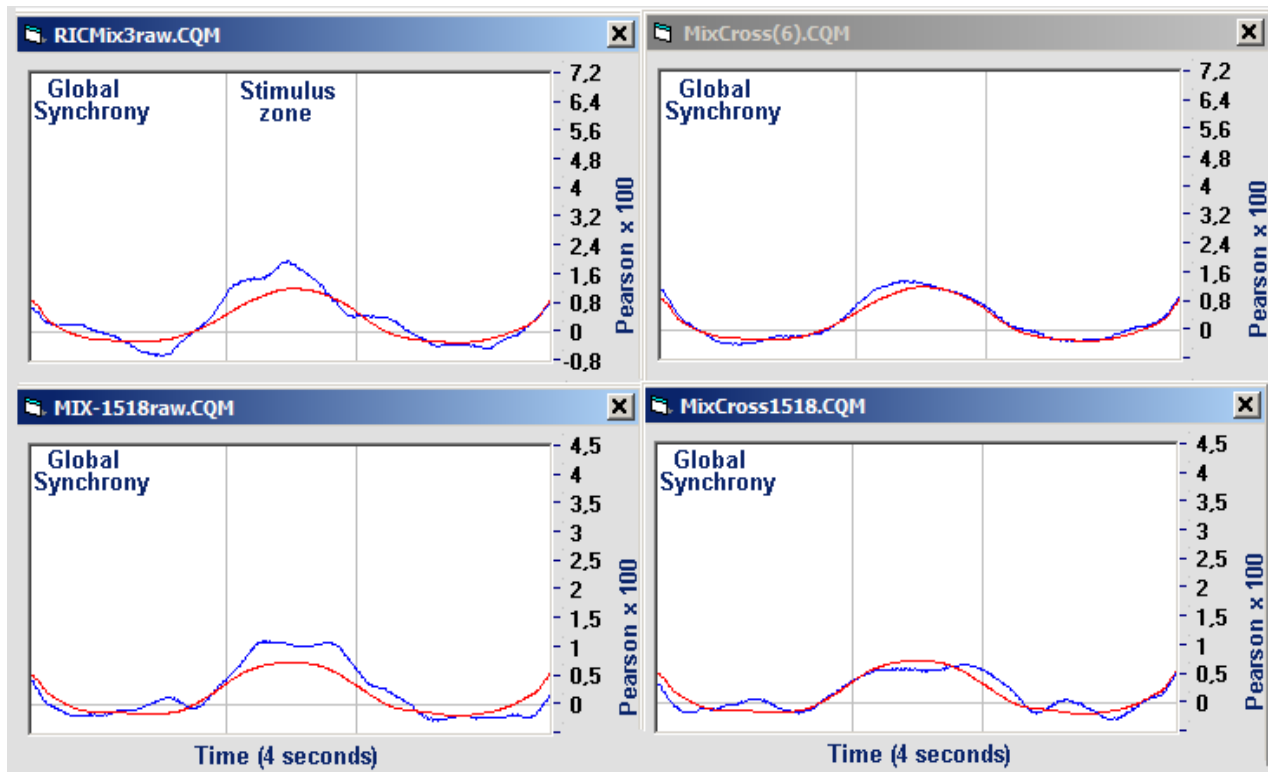 RICMix3raw.CQM
Global
Synchrony
Stimulus
zone
7,2
6,4
5,6
4,8
4
3,2
2,4
1,6
0,8
0
-0,8
Pearson x 100
MixCross(6).CQM
Global
Synchrony
7,2
6,4
5,6
4,8
4
3,2
2,4
1,6
0,8
0
Pearson x 100
MIX-1518raw.CQM
Global
Synchrony
4,5
4
3,5
3
2,5
2
1,5
1
0,5
0
Pearson x 100
Time (4 seconds)
MixCross1518.CQM
Global
Synchrony
4,5
4
3,5
3
2,5
2
1,5
1
0,5
0
Pearson x 100
Time (4 seconds)